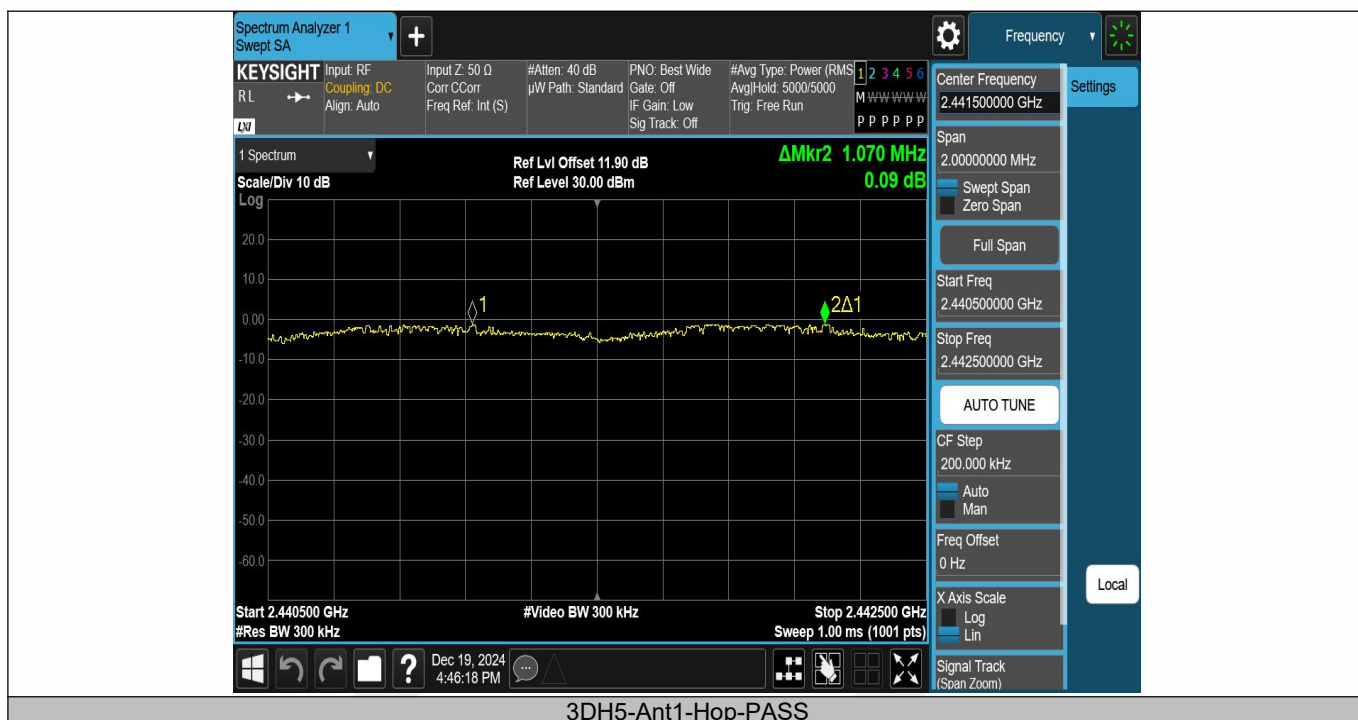 Spectrum Analyzer 1
Swept SA
+
Frequency
KEYSIGHT
RL
LXI
Input: RF
Coupling: DC
Align: Auto
Input Z: 50 Ω
Corr CCorr
Freq Ref: Int (S)
#Atten: 40 dB
µW Path: Standard
PNO: Best Wide
Gate: Off
IF Gain: Low
Sig Track: Off
#Avg Type: Power (RMS
Avg|Hold: 5000/5000
Trig: Free Run
1 2 3 4 5 6
M W W W W W
P P P P P P
1 Spectrum
Scale/Div 10 dB
Log
Ref Lvl Offset 11.90 dB
Ref Level 30.00 dBm
ΔMkr2 1.070 MHz
0.09 dB
20.0
10.0
0.00
-10.0
-20.0
-30.0
-40.0
-50.0
-60.0
1
2Δ1
Start 2.440500 GHz
#Res BW 300 kHz
#Video BW 300 kHz
Stop 2.442500 GHz
Sweep 1.00 ms (1001 pts)
?
Dec 19, 2024
4:46:18 PM
Center Frequency
2.441500000 GHz
Settings
Span
2.00000000 MHz
Swept Span
Zero Span
Full Span
Start Freq
2.440500000 GHz
Stop Freq
2.442500000 GHz
AUTO TUNE
CF Step
200.000 kHz
Auto
Man
Freq Offset
0 Hz
Local
X Axis Scale
Log
Lin
Signal Track
(Span Zoom)
3DH5-Ant1-Hop-PASS